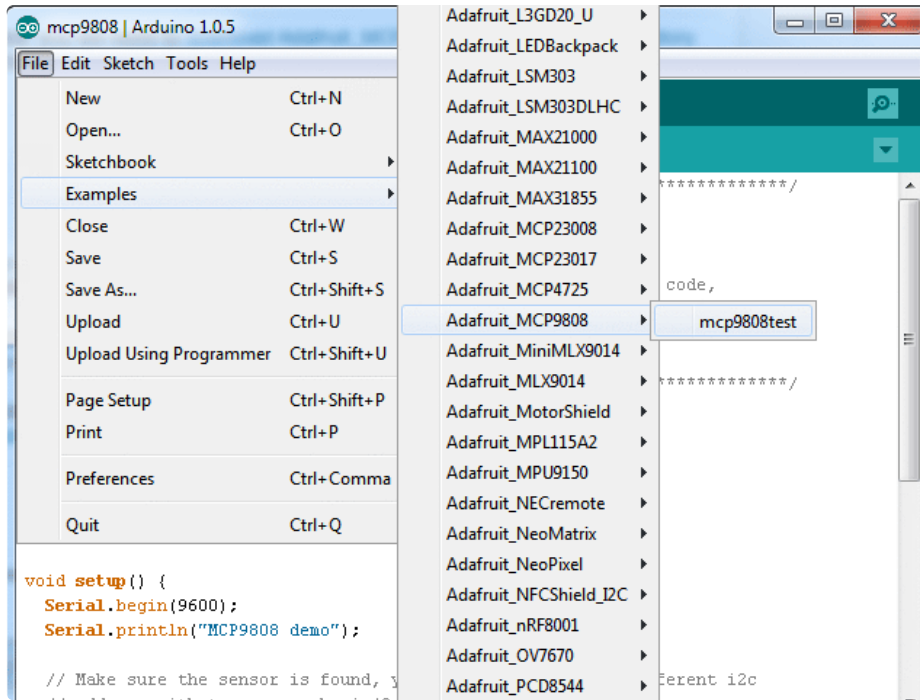 mcp9808 | Arduino 1.0.5
File Edit Sketch Tools Help
New Ctrl+N
Open... Ctrl+O
Sketchbook
Examples
Close Ctrl+W
Save Ctrl+S
Save As... Ctrl+Shift+S
Upload Ctrl+U
Upload Using Programmer Ctrl+Shift+U
Page Setup Ctrl+Shift+P
Print Ctrl+P
Preferences Ctrl+Comma
Quit Ctrl+Q
Adafruit_L3GD20_U
Adafruit_LEDBackpack
Adafruit_LSM303
Adafruit_LSM303DLHC
Adafruit_MAX21000
Adafruit_MAX21100
Adafruit_MAX31855
Adafruit_MCP23008
Adafruit_MCP23017
Adafruit_MCP4725
Adafruit_MCP9808
Adafruit_MiniMLX9014
Adafruit_MLX9014
Adafruit_MotorShield
Adafruit_MPL115A2
Adafruit_MPU9150
Adafruit_NECremote
Adafruit_NeoMatrix
Adafruit_NeoPixel
Adafruit_NFCShield_I2C
Adafruit_nRF8001
Adafruit_OV7670
Adafruit_PCD8544
mcp9808test
*************/
code,
*************/
void setup() {
Serial.begin(9600);
Serial.println("MCP9808 demo");
// Make sure the sensor is found, y ferent i2c